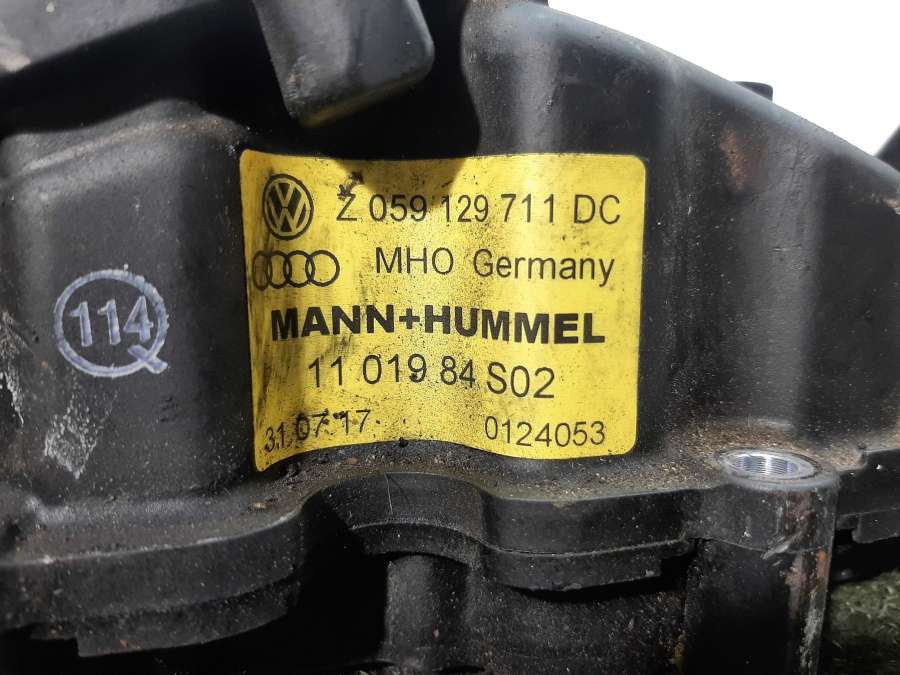 Z 059 129 711 DC
MHO Germany
MANN+HUMMEL
11 019 84 S02
31.07.17. 0124053
114